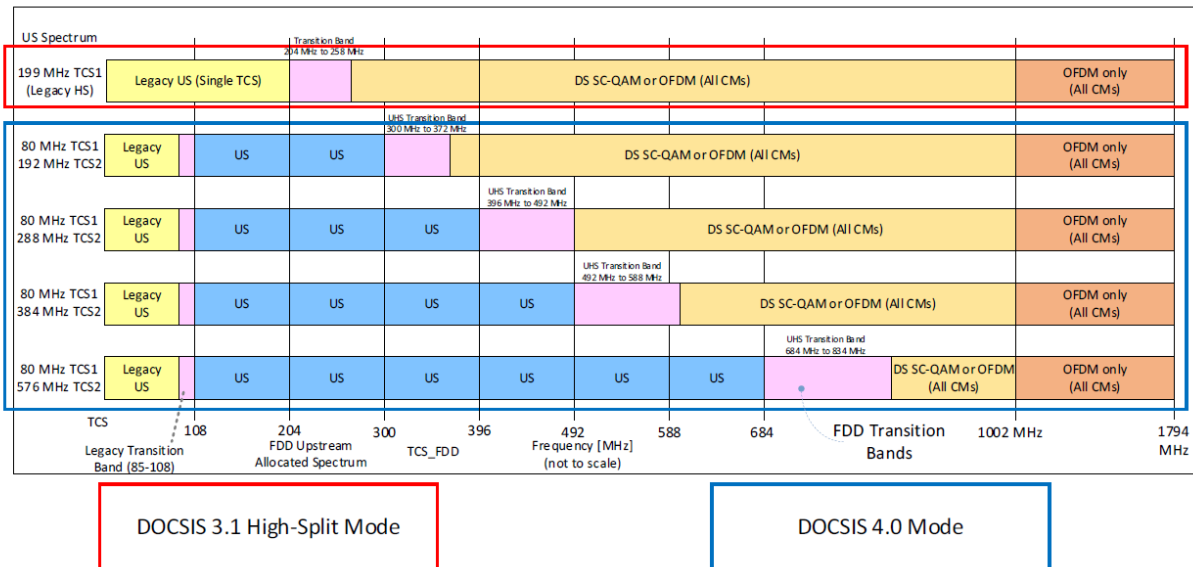 US Spectrum
Transition Band
204 MHz to 258 MHz
199 MHz TCS1
(Legacy HS)
Legacy US (Single TCS)
DS SC-QAM or OFDM (All CMs)
OFDM only
(All CMs)
UHS Transition Band
300 MHz to 372 MHz
80 MHz TCS1
192 MHz TCS2
Legacy
US
US
US
DS SC-QAM or OFDM (All CMs)
OFDM only
(All CMs)
UHS Transition Band
396 MHz to 492 MHz
80 MHz TCS1
288 MHz TCS2
Legacy
US
US
US
US
DS SC-QAM or OFDM (All CMs)
OFDM only
(All CMs)
UHS Transition Band
492 MHz to 588 MHz
80 MHz TCS1
384 MHz TCS2
Legacy
US
US
US
US
US
DS SC-QAM or OFDM (All CMs)
OFDM only
(All CMs)
UHS Transition Band
684 MHz to 834 MHz
80 MHz TCS1
576 MHz TCS2
Legacy
US
US
US
US
US
US
US
DS SC-QAM or OFDM
(All CMs)
OFDM only
(All CMs)
TCS
108
204
300
396
492
588
684
1002 MHz
1794
MHz
Legacy Transition
Band (85-108)
FDD Upstream
Allocated Spectrum
TCS_FDD
Frequency [MHz]
(not to scale)
FDD Transition
Bands
DOCSIS 3.1 High-Split Mode
DOCSIS 4.0 Mode